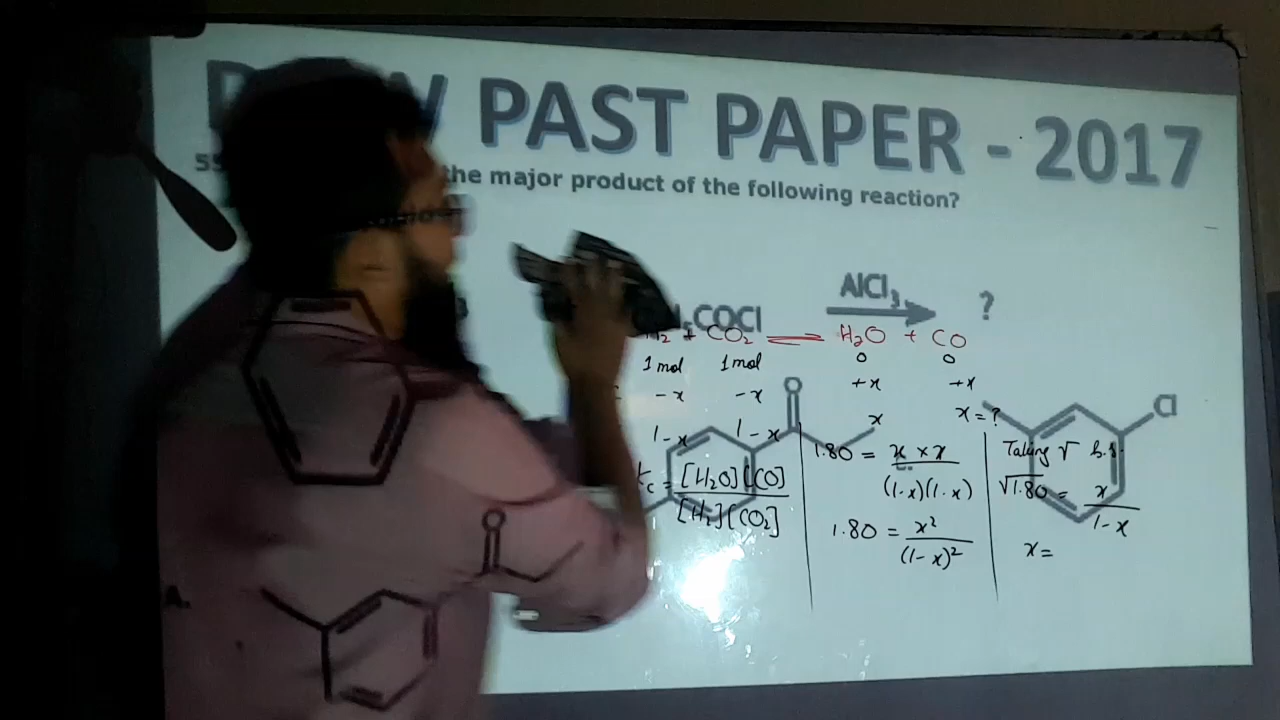 PAST PAPER - 2017
the major product of the following reaction?
AlCl3
COCl ?
H2 + CO2 ⇌ H2O + CO
1 mol 1 mol 0 0
-x -x +x +x
1-x 1-x x x = ?
Cl
Kc = [H2O][CO] / [H2][CO2]
1.80 = x × x / (1-x)(1-x)
1.80 = x² / (1-x)²
Taking √ b.s.
√1.80 = x / 1-x
x =
O
O
A.